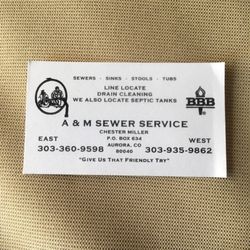 SEWERS - SINKS - STOOLS - TUBS
LINE LOCATE
DRAIN CLEANING
WE ALSO LOCATE SEPTIC TANKS
BBB
A & M SEWER SERVICE
CHESTER MILLER
P.O. BOX 634
AURORA, CO
80040
EAST
303-360-9598
WEST
303-935-9862
"GIVE US THAT FRIENDLY TRY"